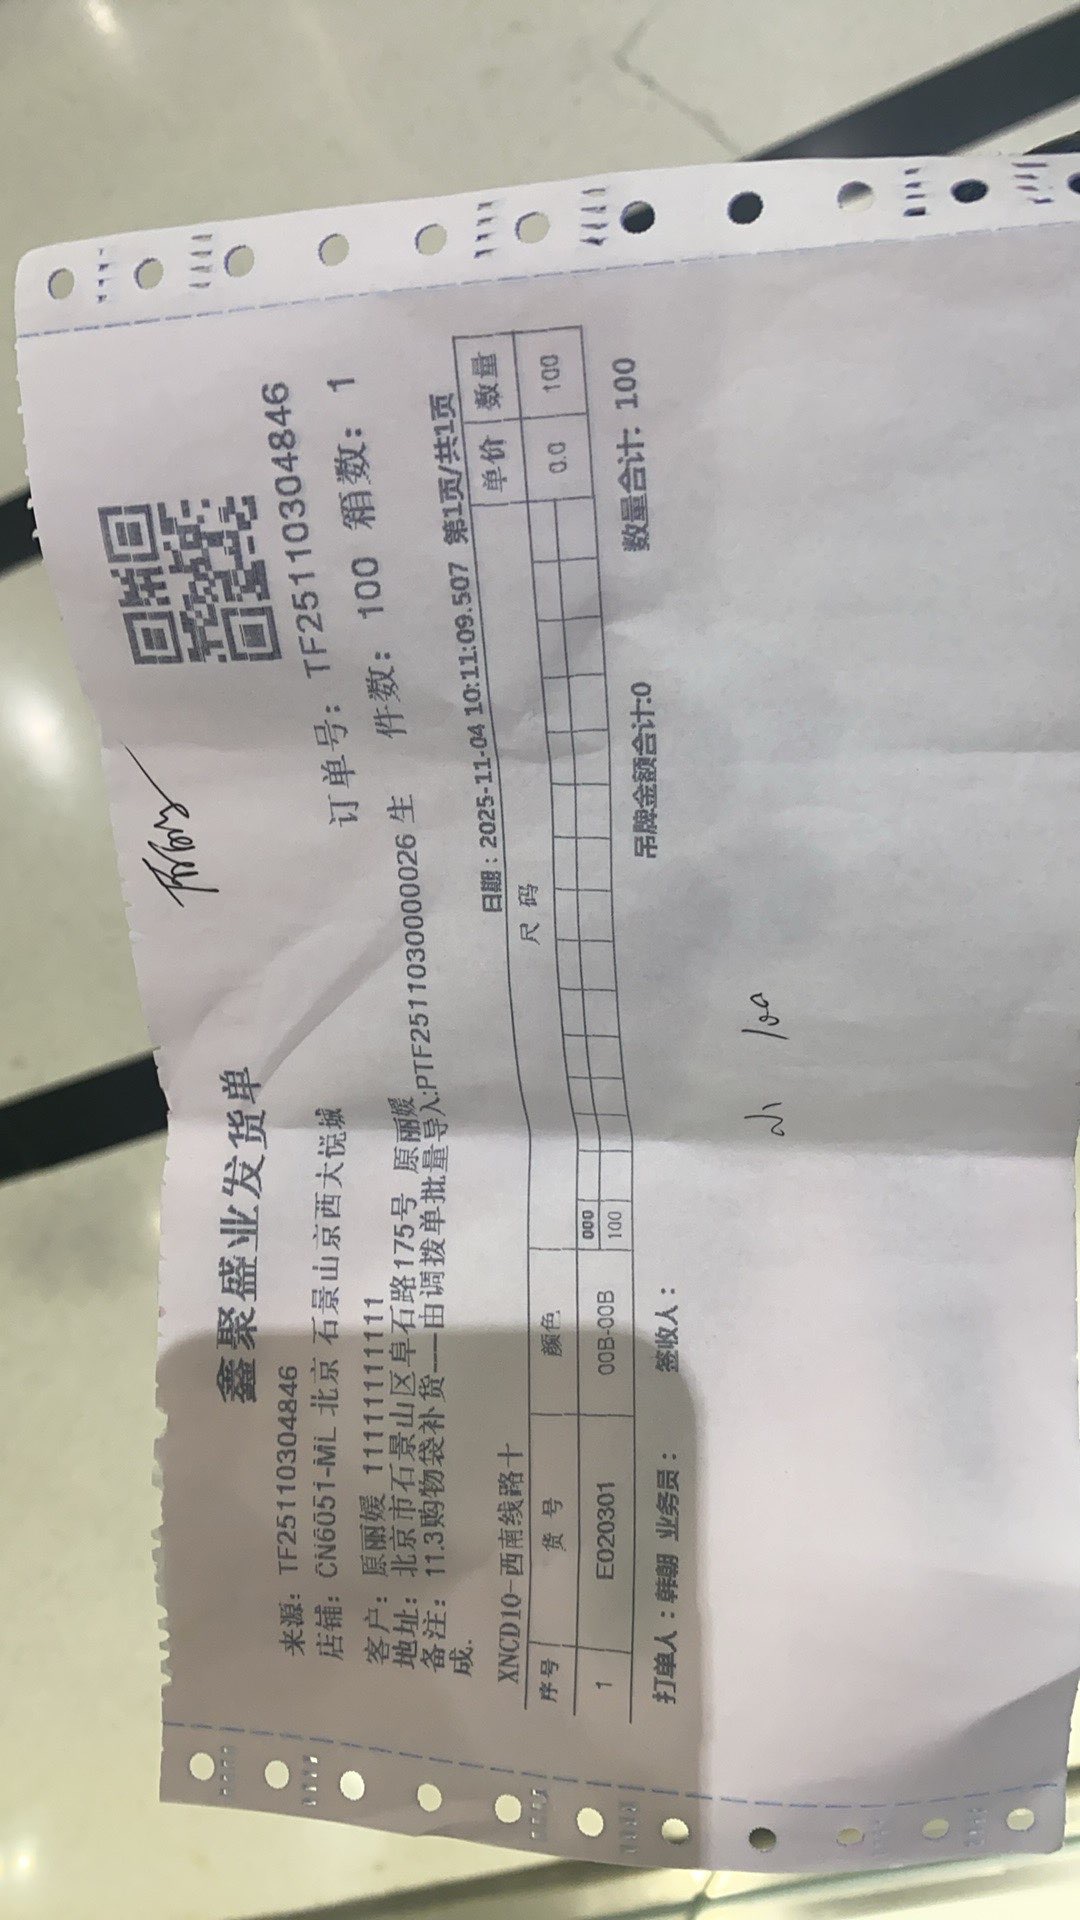 鑫聚盛业发货单
来源: TF251103048​46
订单号: TF25110304846
店铺: CN6051-ML 北京 石景山京西大悦城
件数: 100 箱数: 1
客户: 原丽媛 11111111111
地址: 北京市石景山区阜石路175号 原丽媛
备注: 11.3购物袋补货——由调拨单批量导入:PTF2511030000026 生
成.
日期: 2025-11-04 10:11:09.507 第1页/共1页
XNCD10-西南线路十
序号 货号 颜色 尺码 单价 数量
000
1 E020301 00B-00B 100 0.0 100
打单人: 韩朝 业务员: 签收人: 吊牌金额合计:0 数量合计: 100
小 100